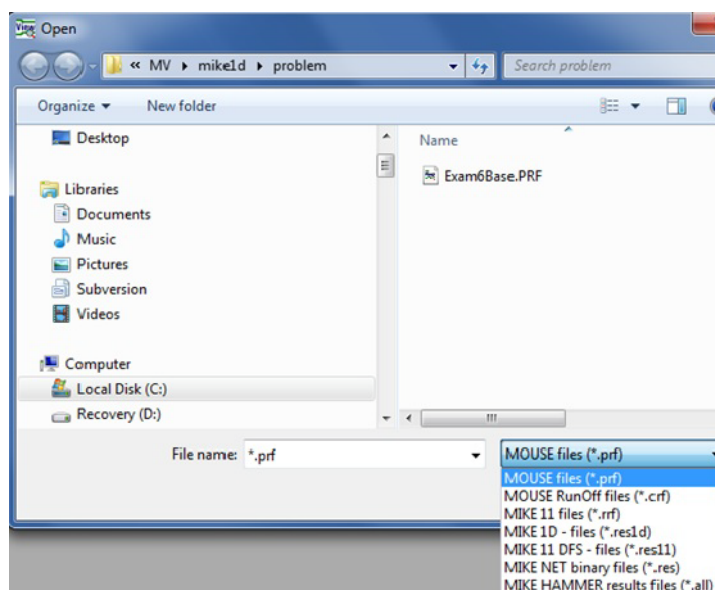 View Open
« MV ▸ mike1d ▸ problem
Search problem
Organize ▾ New folder
Desktop
Libraries
Documents
Music
Pictures
Subversion
Videos
Computer
Local Disk (C:)
Recovery (D:)
Name
Exam6Base.PRF
File name: *.prf
MOUSE files (*.prf)
MOUSE files (*.prf)
MOUSE RunOff files (*.crf)
MIKE 11 files (*.rrf)
MIKE 1D - files (*.res1d)
MIKE 11 DFS - files (*.res11)
MIKE NET binary files (*.res)
MIKE HAMMER results files (*.all)